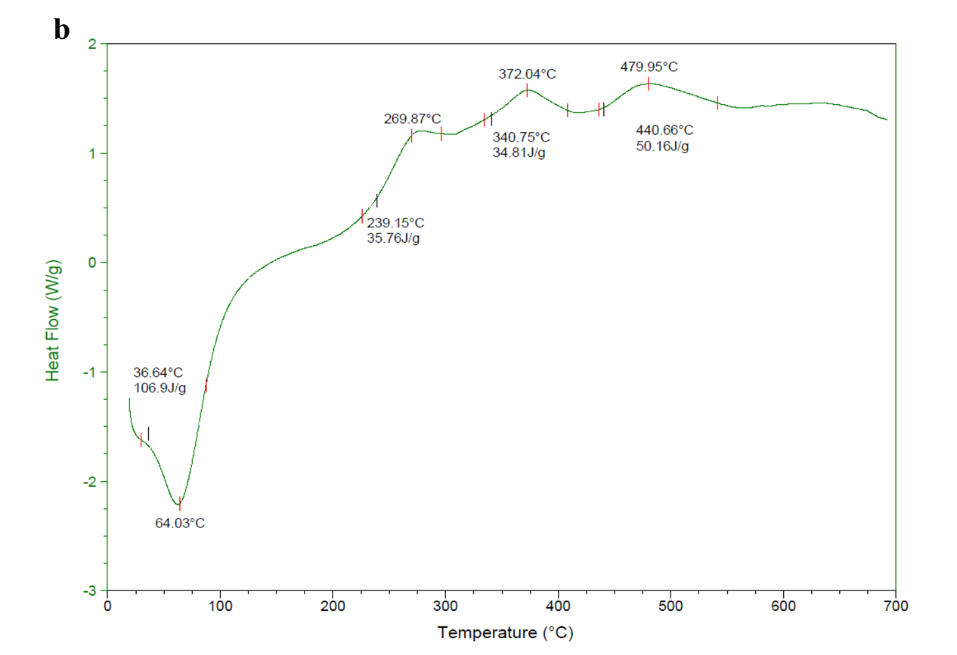 b
2
1
0
-1
-2
-3
Heat Flow (W/g)
36.64°C
106.9J/g
64.03°C
239.15°C
35.76J/g
269.87°C
340.75°C
34.81J/g
372.04°C
440.66°C
50.16J/g
479.95°C
0
100
200
300
400
500
600
700
Temperature (°C)